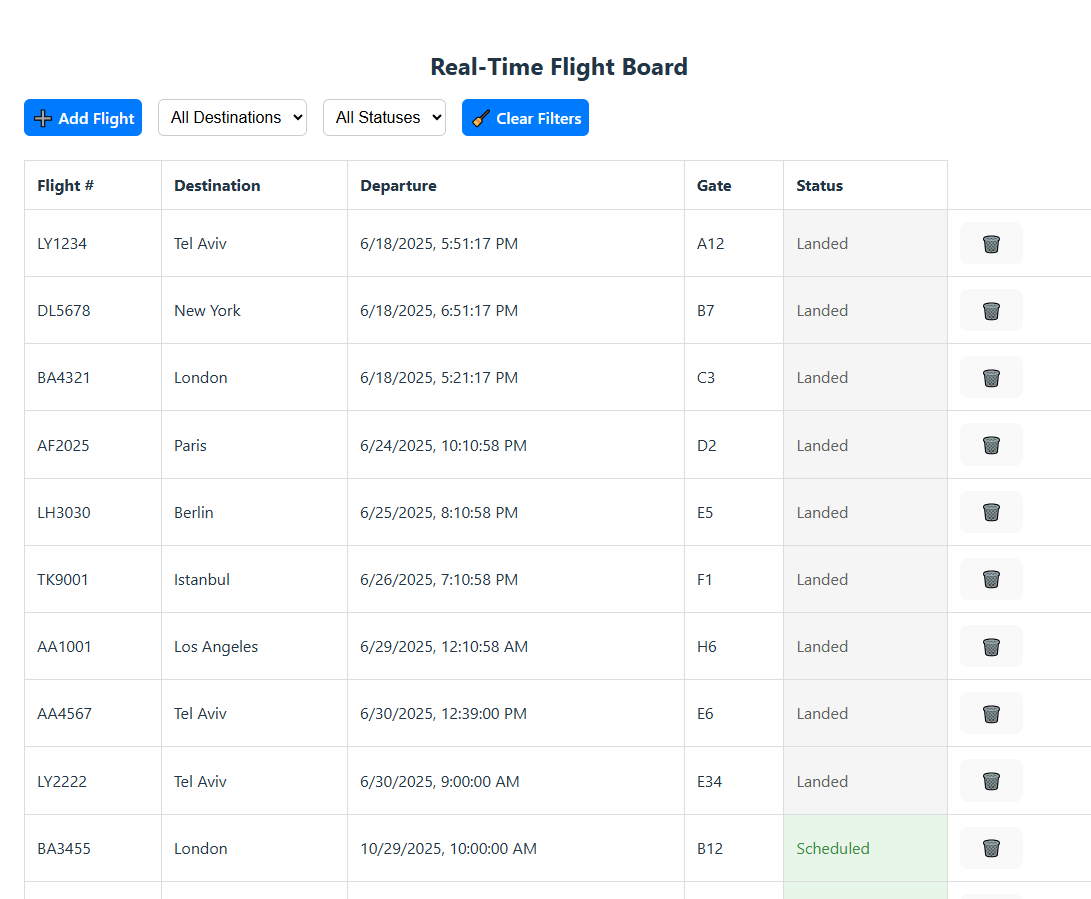 Real-Time Flight Board
Add Flight All Destinations All Statuses Clear Filters
Flight # Destination Departure Gate Status
LY1234 Tel Aviv 6/18/2025, 5:51:17 PM A12 Landed
DL5678 New York 6/18/2025, 6:51:17 PM B7 Landed
BA4321 London 6/18/2025, 5:21:17 PM C3 Landed
AF2025 Paris 6/24/2025, 10:10:58 PM D2 Landed
LH3030 Berlin 6/25/2025, 8:10:58 PM E5 Landed
TK9001 Istanbul 6/26/2025, 7:10:58 PM F1 Landed
AA1001 Los Angeles 6/29/2025, 12:10:58 AM H6 Landed
AA4567 Tel Aviv 6/30/2025, 12:39:00 PM E6 Landed
LY2222 Tel Aviv 6/30/2025, 9:00:00 AM E34 Landed
BA3455 London 10/29/2025, 10:00:00 AM B12 Scheduled